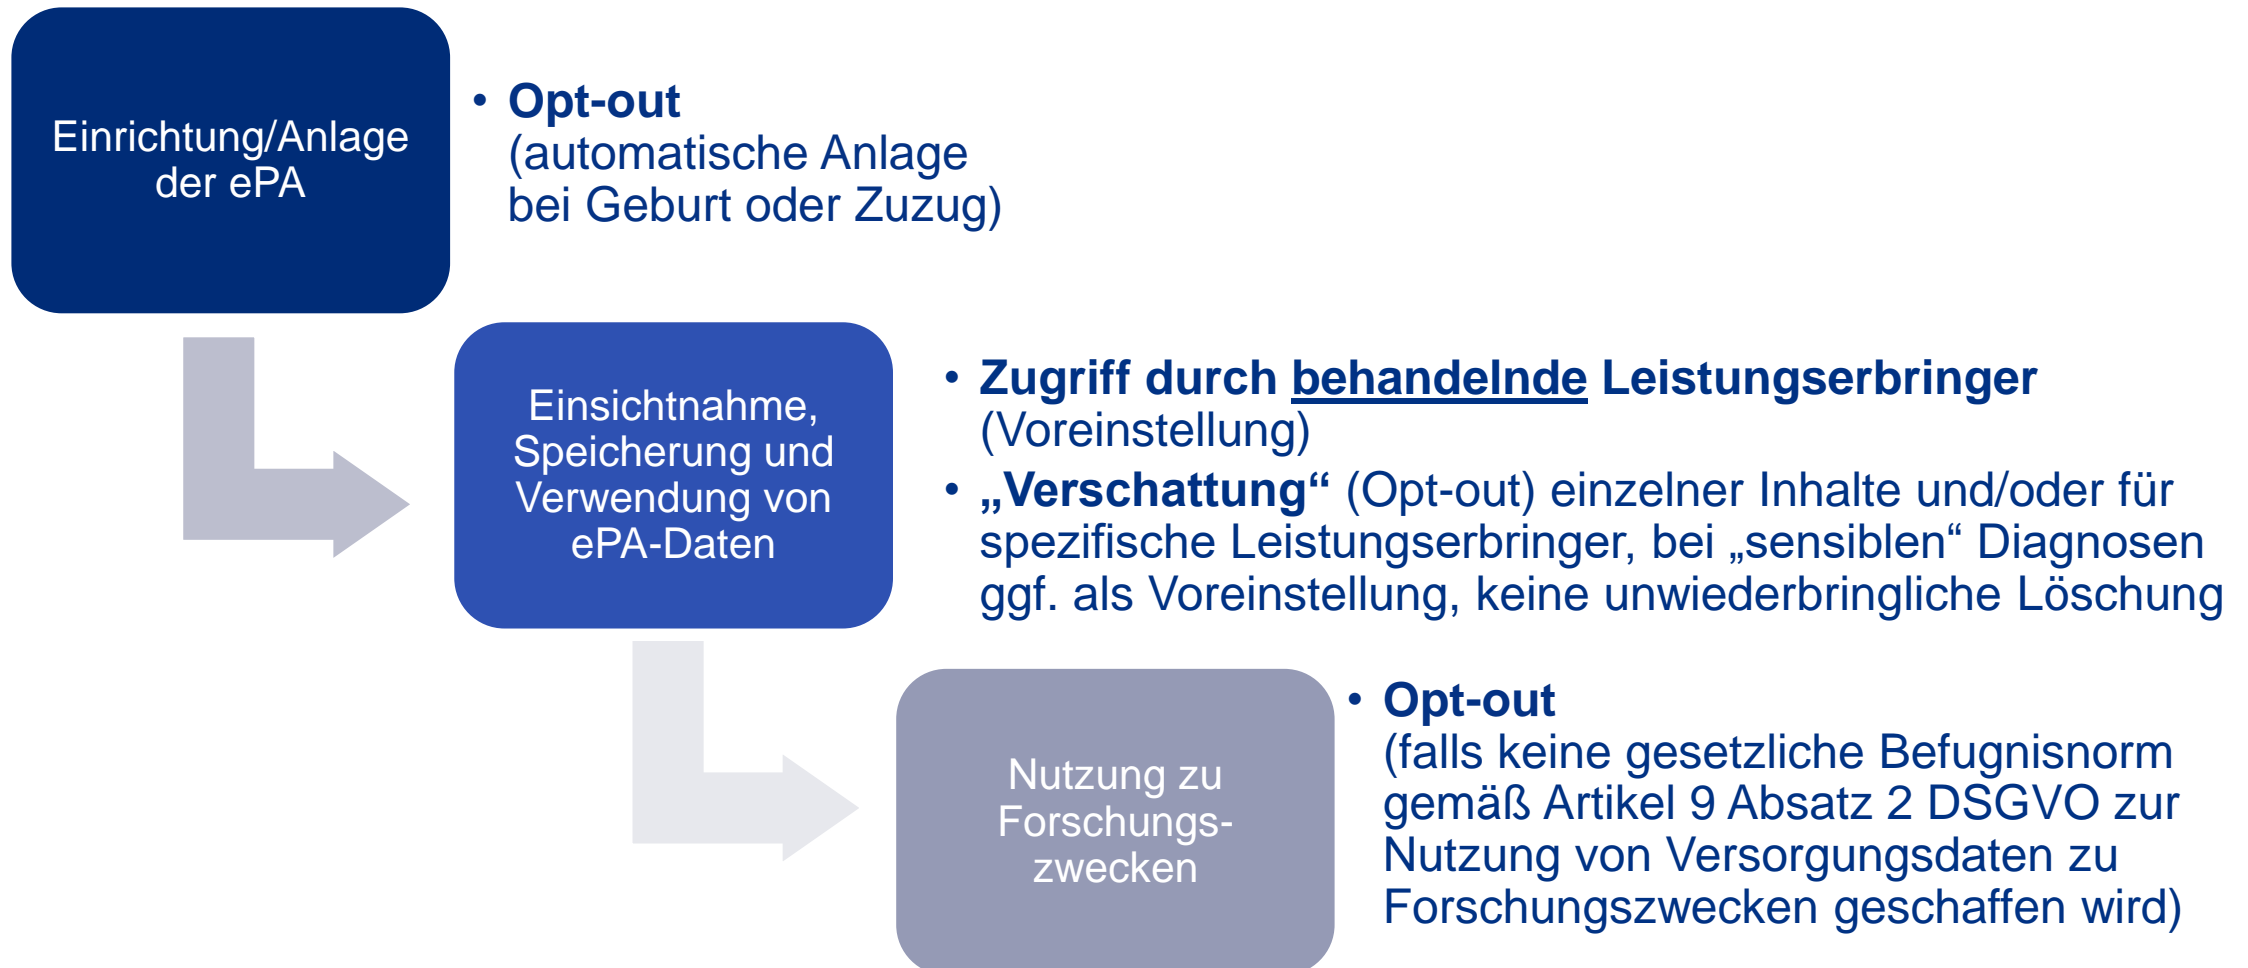 Einrichtung/Anlage
der ePA
• Opt-out
(automatische Anlage
bei Geburt oder Zuzug)
Einsichtnahme,
Speicherung und
Verwendung von
ePA-Daten
• Zugriff durch behandelnde Leistungserbringer
(Voreinstellung)
• „Verschattung“ (Opt-out) einzelner Inhalte und/oder für
spezifische Leistungserbringer, bei „sensiblen“ Diagnosen
ggf. als Voreinstellung, keine unwiederbringliche Löschung
Nutzung zu
Forschungs-
zwecken
• Opt-out
(falls keine gesetzliche Befugnisnorm
gemäß Artikel 9 Absatz 2 DSGVO zur
Nutzung von Versorgungsdaten zu
Forschungszwecken geschaffen wird)